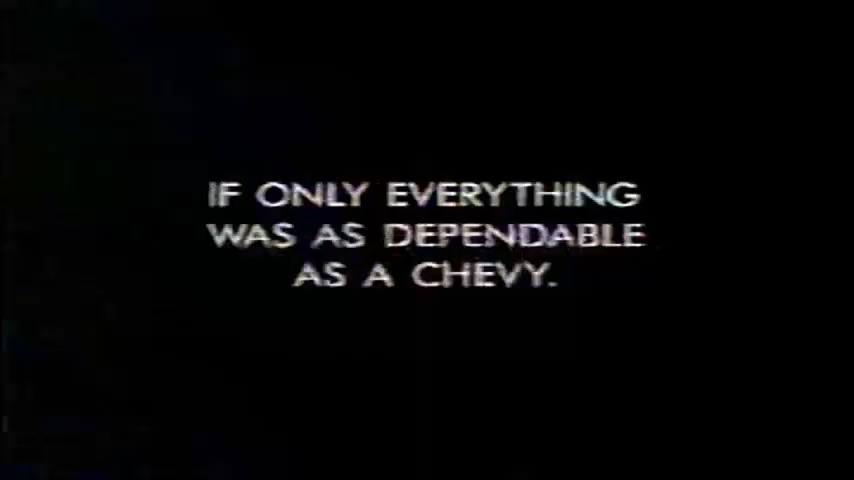 IF ONLY EVERYTHING
WAS AS DEPENDABLE
AS A CHEVY.